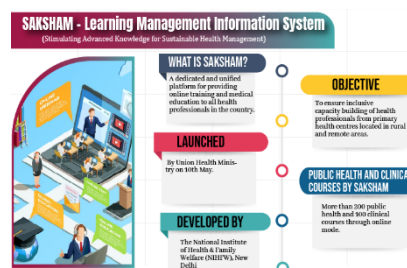 SAKSHAM - Learning Management Information System
(Stimulating Advanced Knowledge for Sustainable Health Management)
WHAT IS SAKSHAM?
A dedicated and unified
platform for providing
online training and medical
education to all health
professionals in the country.
OBJECTIVE
To ensure inclusive
capacity building of health
professionals from primary
health centres located in rural
and remote areas.
LAUNCHED
By Union Health Minis-
try on 10th May.
PUBLIC HEALTH AND CLINICA
COURSES BY SAKSHAM
More than 200 public
health and 100 clinical
courses through online
mode.
DEVELOPED BY
The National Institute
of Health & Family
Welfare (NIHFW), New
Delhi